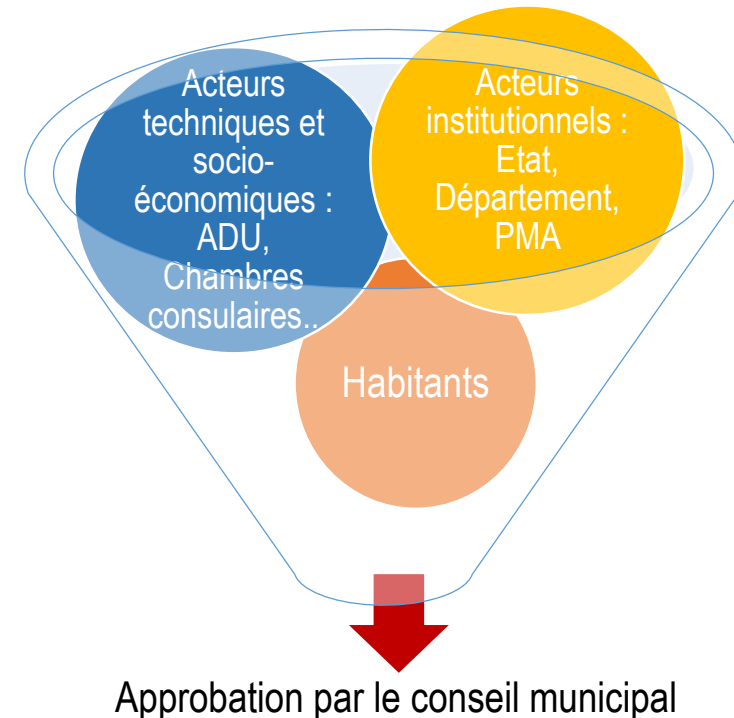 Acteurs
techniques et
socio-
économiques :
ADU,
Chambres
consulaires..
Acteurs
institutionnels :
Etat,
Département,
PMA
Habitants
Approbation par le conseil municipal